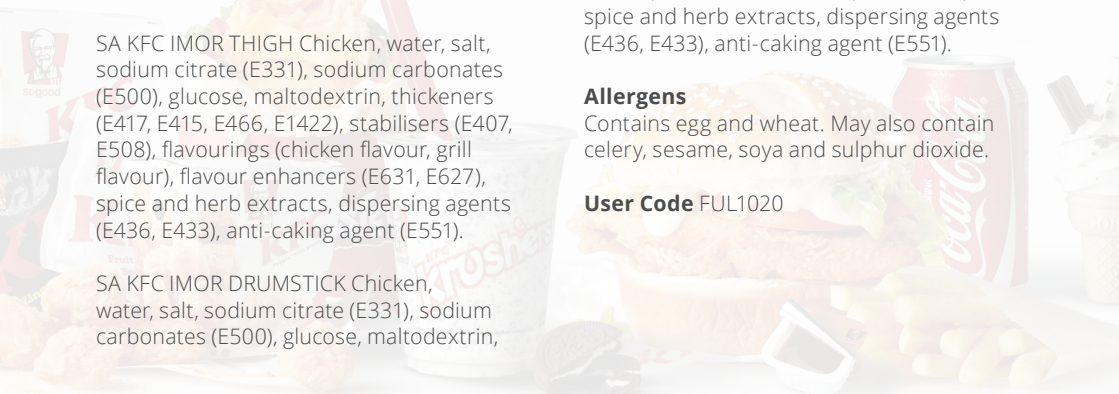 SA KFC IMOR THIGH Chicken, water, salt,
sodium citrate (E331), sodium carbonates
(E500), glucose, maltodextrin, thickeners
(E417, E415, E466, E1422), stabilisers (E407,
E508), flavourings (chicken flavour, grill
flavour), flavour enhancers (E631, E627),
spice and herb extracts, dispersing agents
(E436, E433), anti-caking agent (E551).
SA KFC IMOR DRUMSTICK Chicken,
water, salt, sodium citrate (E331), sodium
carbonates (E500), glucose, maltodextrin,
spice and herb extracts, dispersing agents
(E436, E433), anti-caking agent (E551).
Allergens
Contains egg and wheat. May also contain
celery, sesame, soya and sulphur dioxide.
User Code FUL1020
sogood
Krusher
Coca-Cola